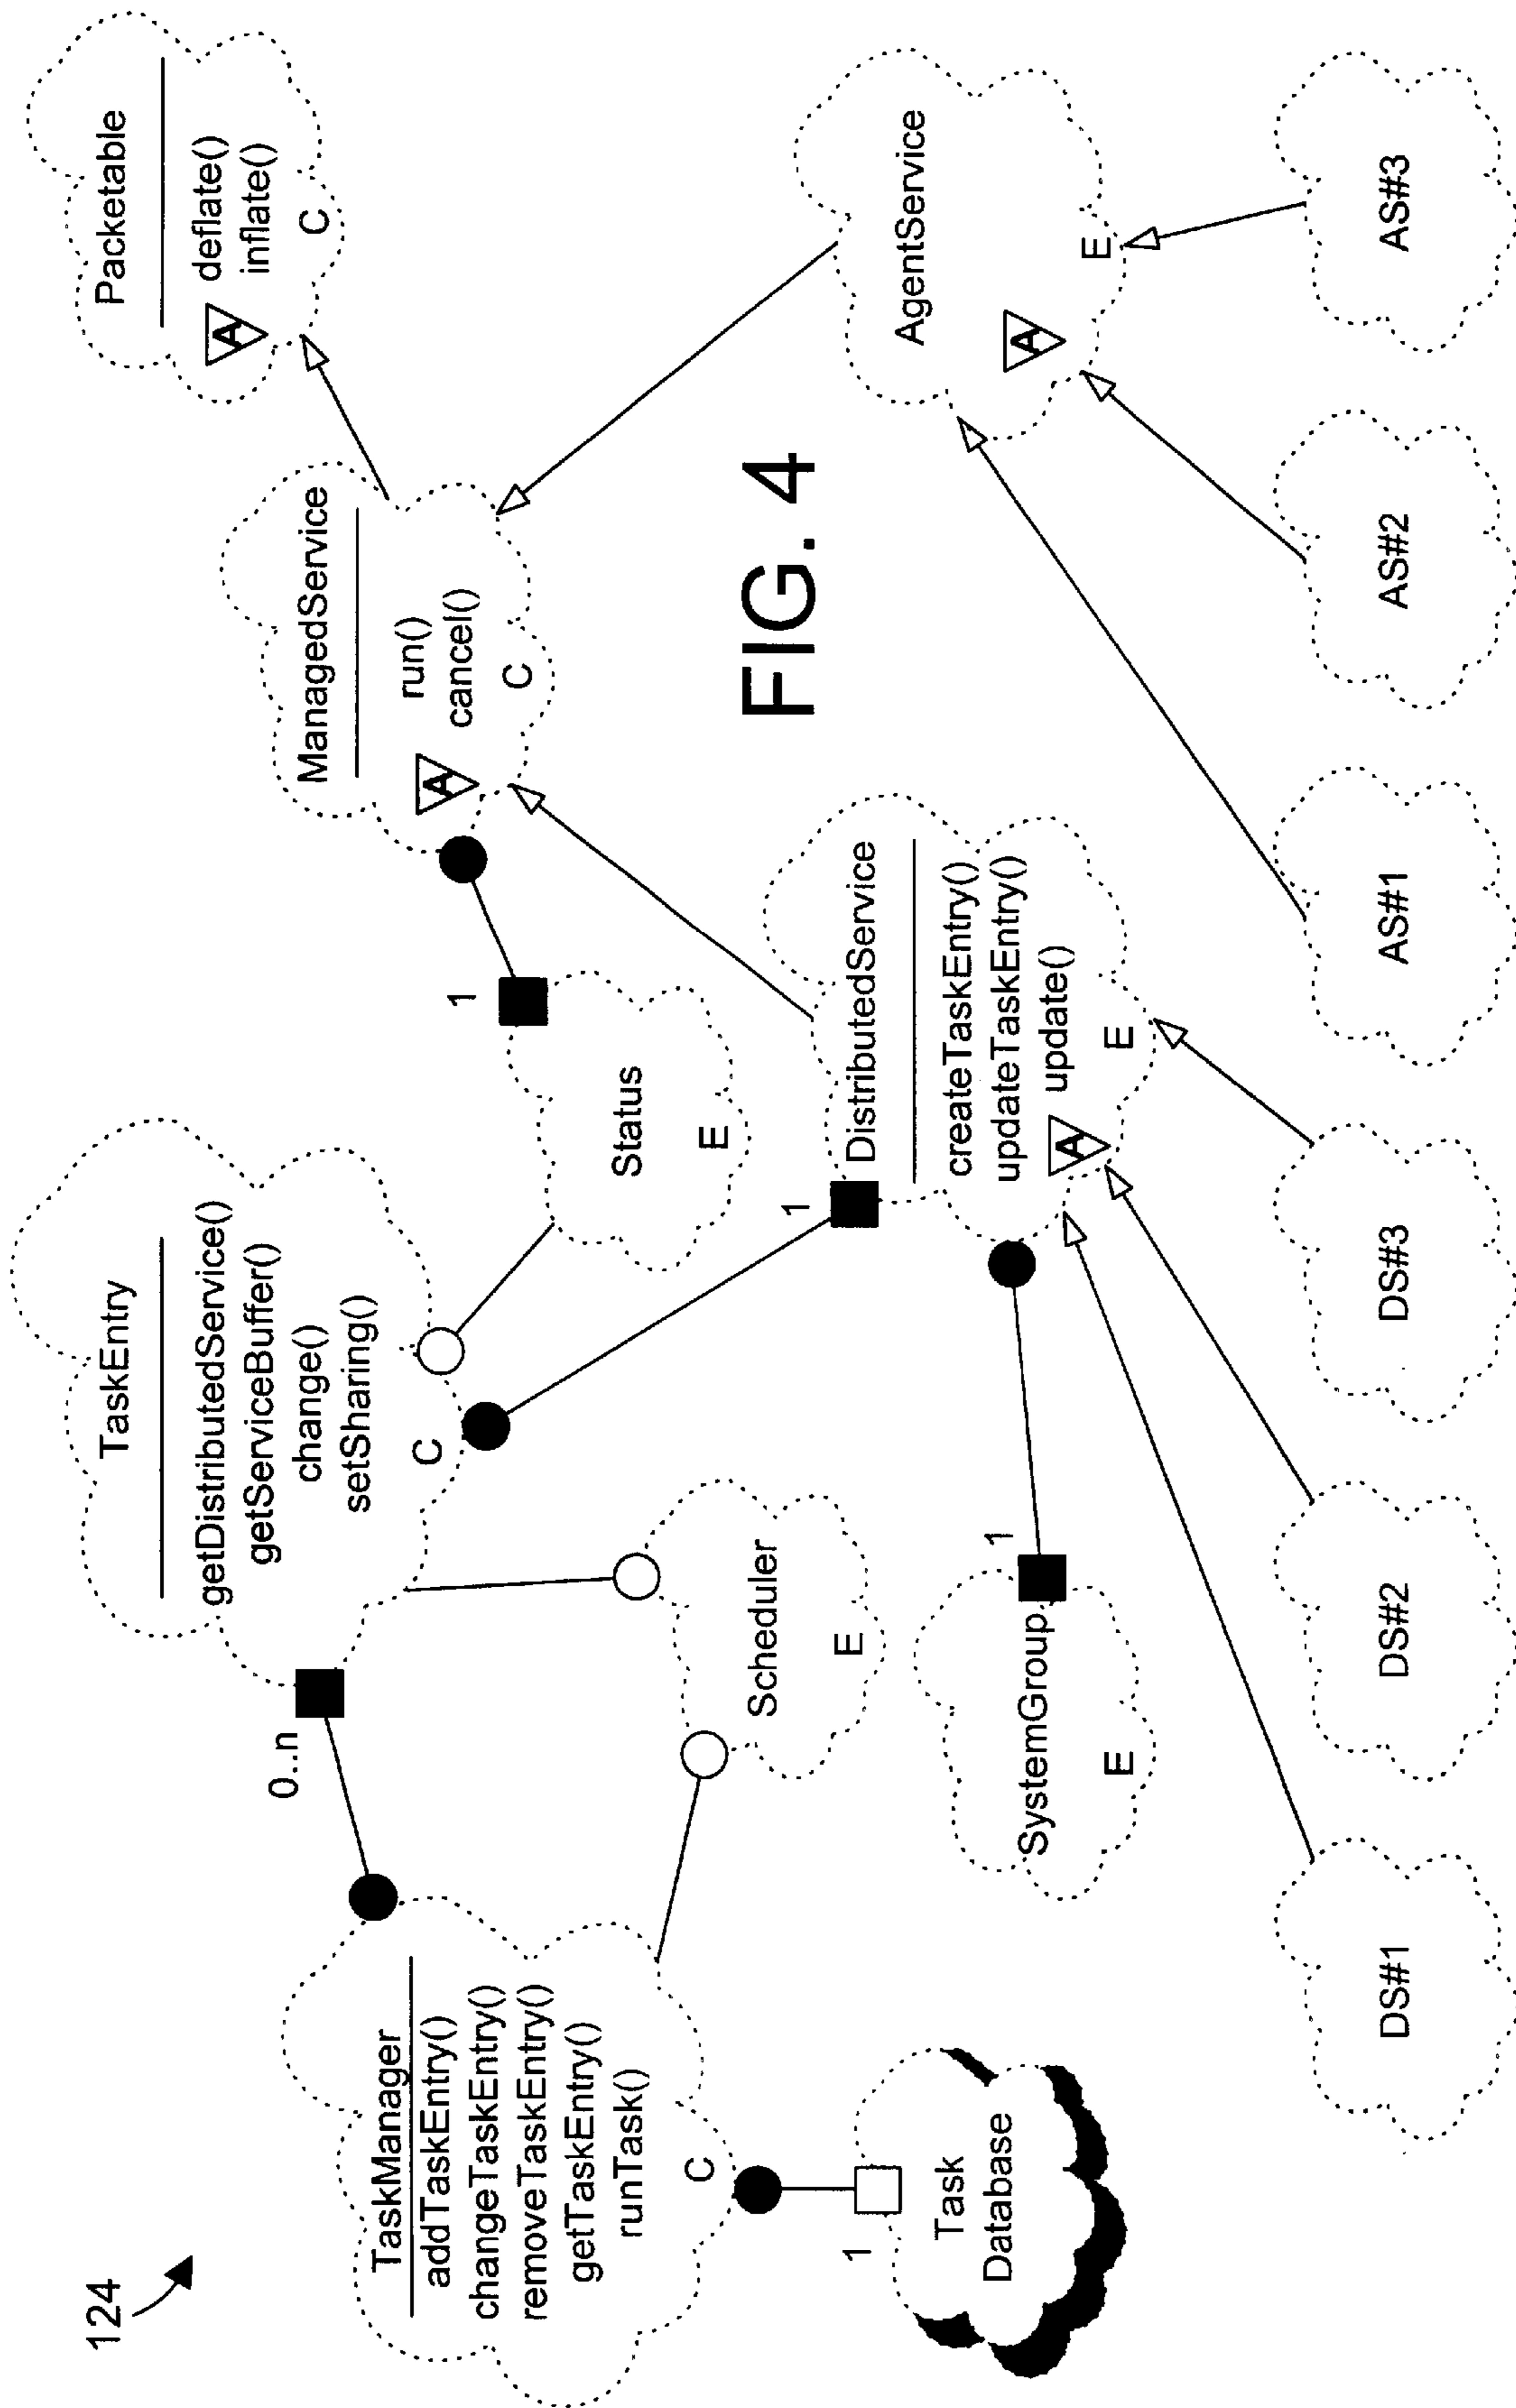 124
TaskManager
addTaskEntry()
changeTaskEntry()
removeTaskEntry()
getTaskEntry()
runTask()
C
1
Task
Database
0..n
TaskEntry
getDistributedService()
getServiceBuffer()
change()
setSharing()
C
Scheduler
E
SystemGroup
E
1
Status
E
1
ManagedService
run()
cancel()
A
C
Packetable
deflate()
inflate()
A
C
1
DistributedService
createTaskEntry()
updateTaskEntry()
update()
A
E
AgentService
A
E
FIG. 4
DS#1
DS#2
DS#3
AS#1
AS#2
AS#3